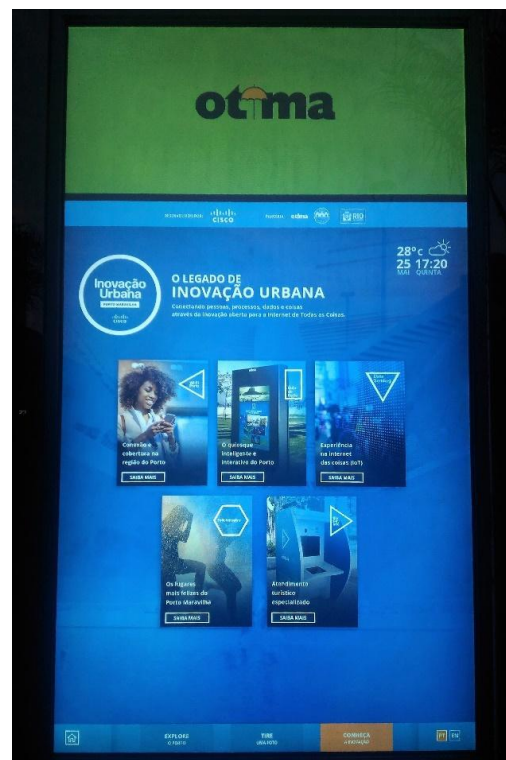 otima
CISCO
otima
RIO
28°c
25 17:20
MAI QUINTA
Inovação
Urbana
PORTO MARAVILHA
CISCO
O LEGADO DE
INOVAÇÃO URBANA
Conectando pessoas, processos, dados e coisas
através da inovação aberta para a Internet de Todas as Coisas.
Conexão e
cobertura na
região do Porto
SAIBA MAIS
O quiosque
inteligente e
interativo do Porto
SAIBA MAIS
Experiência
na internet
das coisas (IoT)
SAIBA MAIS
Os lugares
mais felizes do
Porto Maravilha
SAIBA MAIS
Atendimento
turístico
especializado
SAIBA MAIS
EXPLORE
O PORTO
TIRE
UMA FOTO
CONHEÇA
A INOVAÇÃO
PT EN